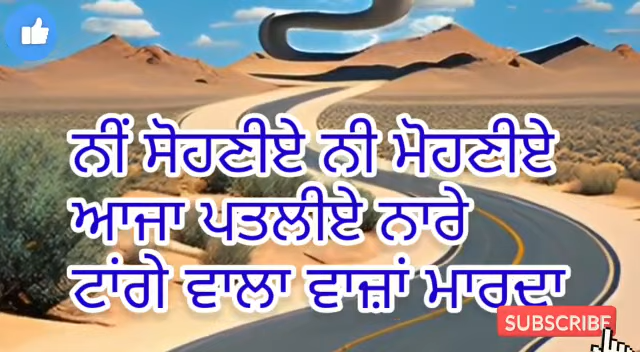 ਨੀਂ ਸੋਹਣੀਏ ਨੀ ਮੋਹਣੀਏ
ਆਜਾ ਪਤਲੀਏ ਨਾਰੇ
ਟਾਂਗੇ ਵਾਲਾ ਵਾਜ਼ਾਂ ਮਾਰਦਾ
SUBSCRIBE